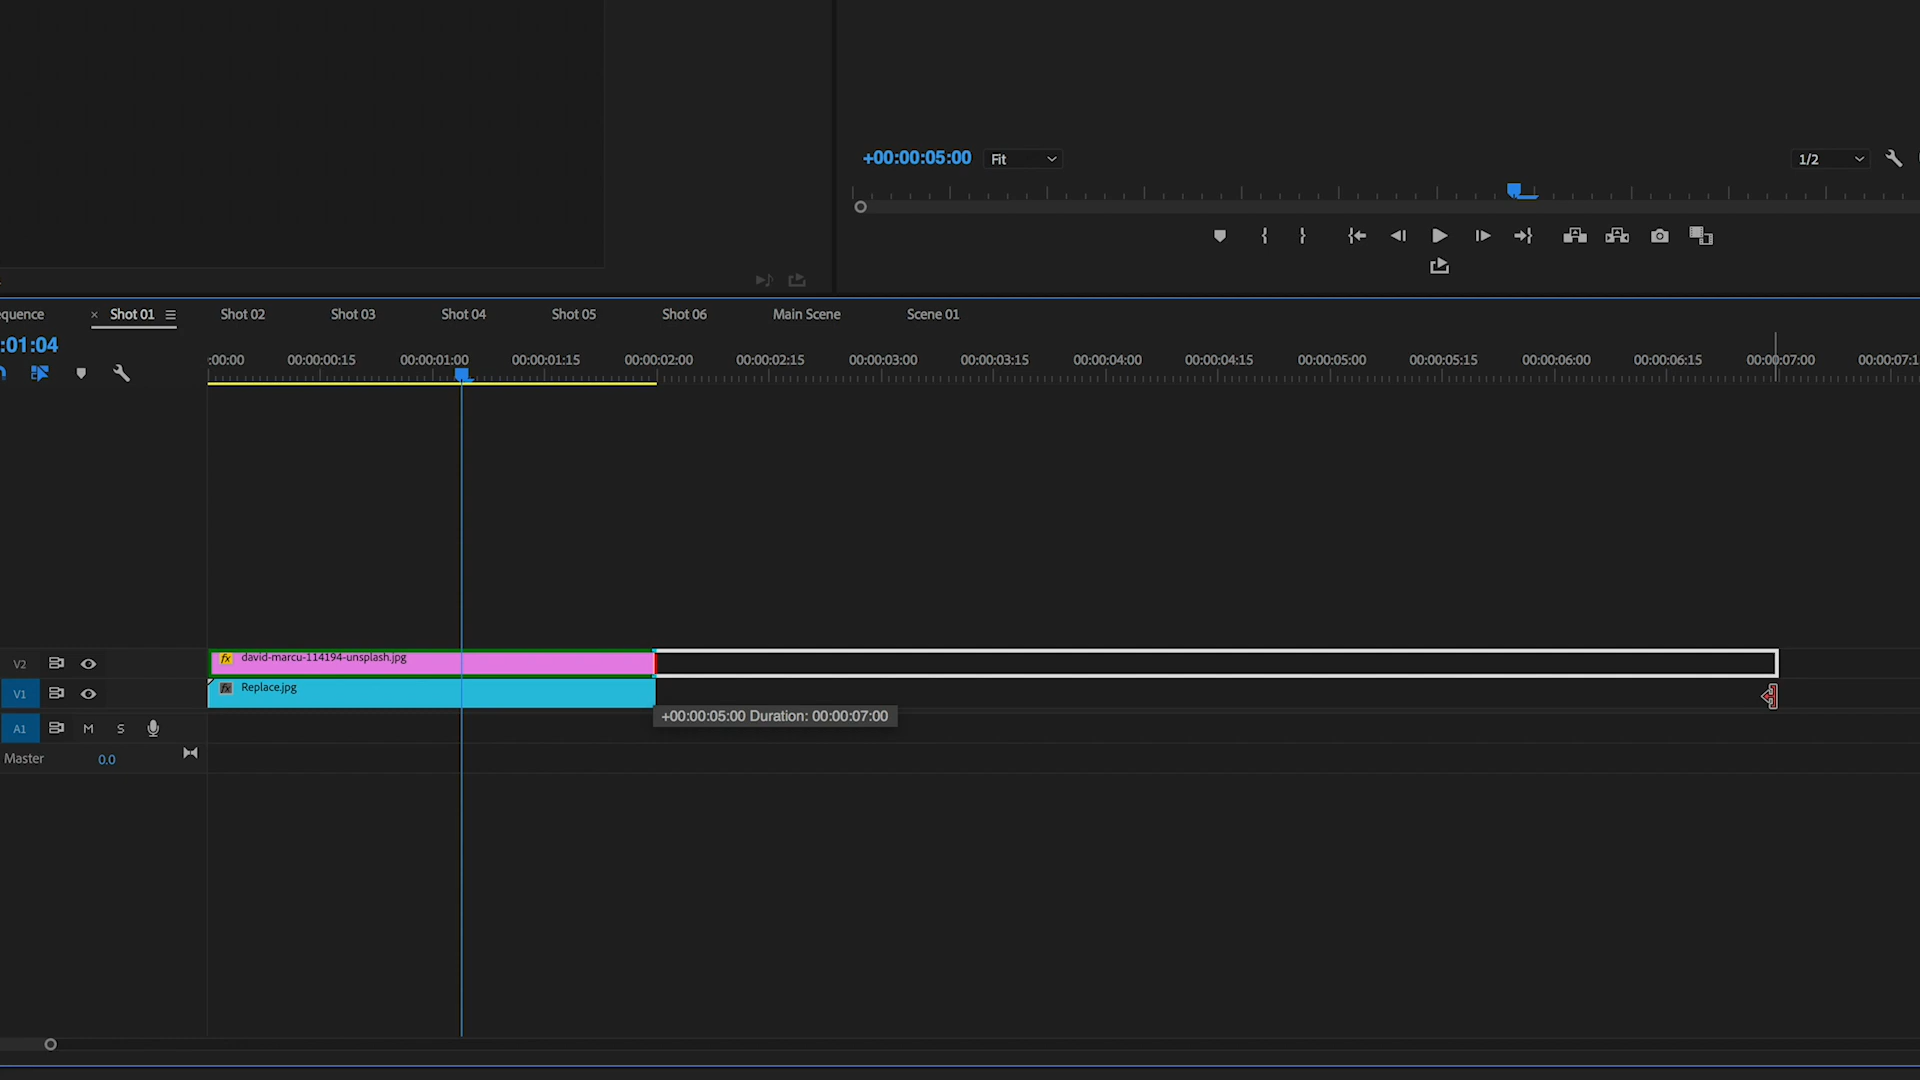 +00:00:05:00 Fit 1/2
equence Shot 01 Shot 02 Shot 03 Shot 04 Shot 05 Shot 06 Main Scene Scene 01
:01:04
:00:00 00:00:00:15 00:00:01:00 00:00:01:15 00:00:02:00 00:00:02:15 00:00:03:00 00:00:03:15 00:00:04:00 00:00:04:15 00:00:05:00 00:00:05:15 00:00:06:00 00:00:06:15 00:00:07:00 00:00:07:1
V2 fx david-marcu-114194-unsplash.jpg
V1 fx Replace.jpg
+00:00:05:00 Duration: 00:00:07:00
A1 M S
Master 0.0